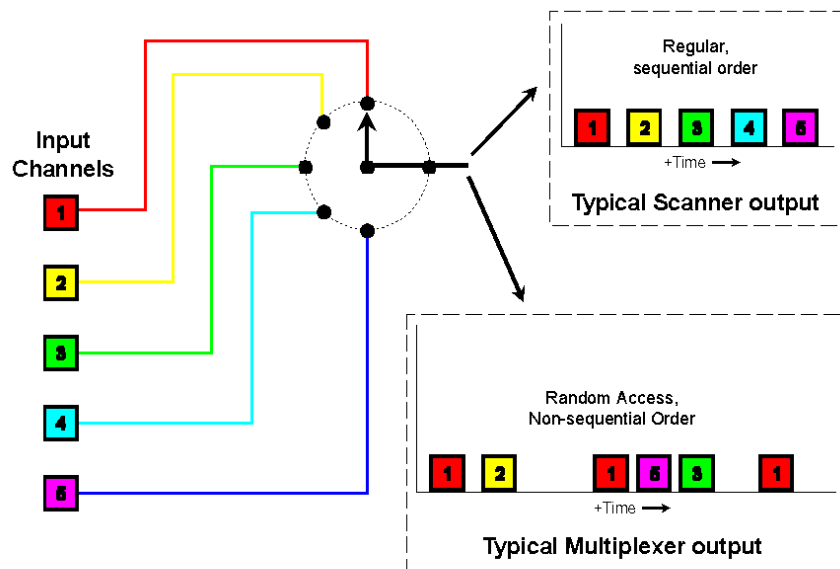 Input
Channels
1
2
3
4
5
Regular,
sequential order
1 2 3 4 5
+Time
Typical Scanner output
Random Access,
Non-sequential Order
1 2 1 5 3 1
+Time
Typical Multiplexer output